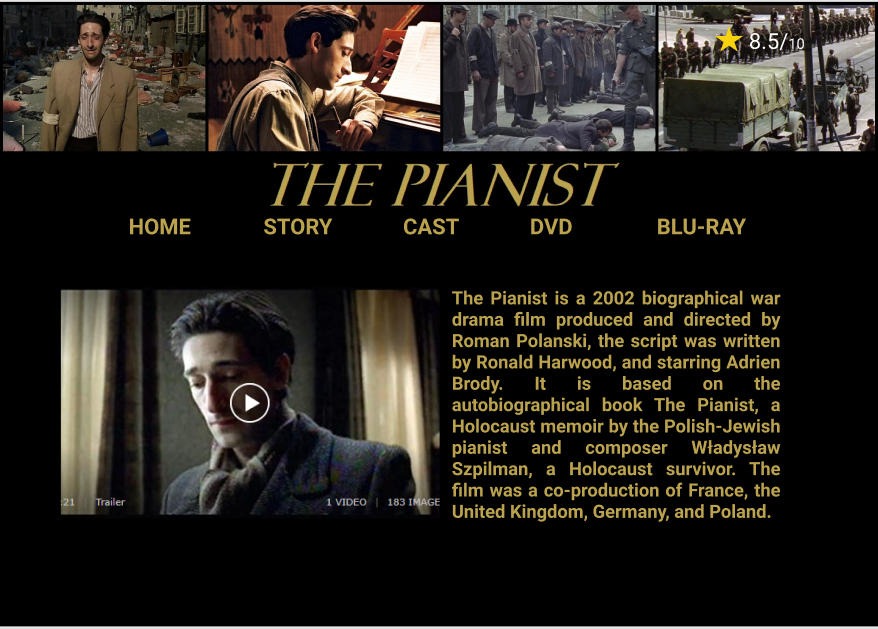 8.5/10
THE PIANIST
HOME STORY CAST DVD BLU-RAY
The Pianist is a 2002 biographical war
drama film produced and directed by
Roman Polanski, the script was written
by Ronald Harwood, and starring Adrien
Brody. It is based on the
autobiographical book The Pianist, a
Holocaust memoir by the Polish-Jewish
pianist and composer Władysław
Szpilman, a Holocaust survivor. The
film was a co-production of France, the
United Kingdom, Germany, and Poland.
:21 | Trailer 1 VIDEO | 183 IMAGE